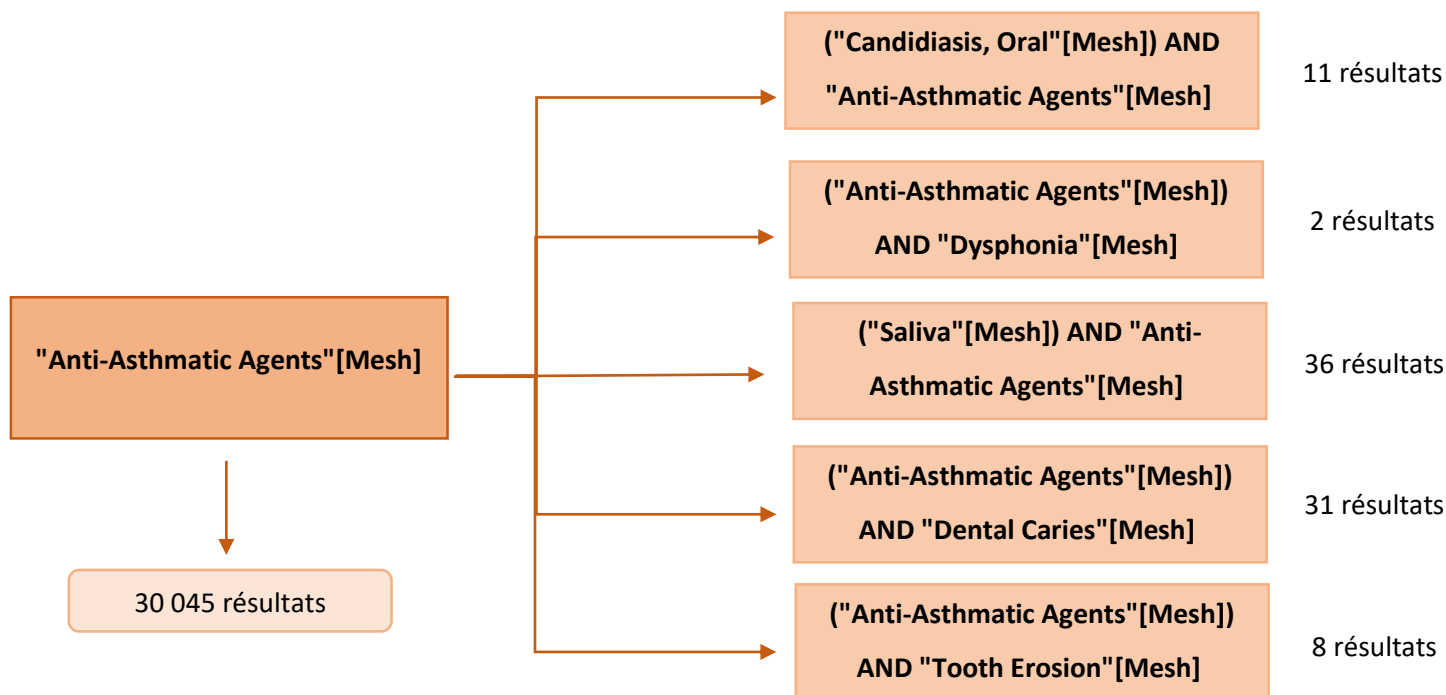 ("Candidiasis, Oral"[Mesh]) AND
"Anti-Asthmatic Agents"[Mesh]
11 résultats
("Anti-Asthmatic Agents"[Mesh])
AND "Dysphonia"[Mesh]
2 résultats
"Anti-Asthmatic Agents"[Mesh]
("Saliva"[Mesh]) AND "Anti-
Asthmatic Agents"[Mesh]
36 résultats
("Anti-Asthmatic Agents"[Mesh])
AND "Dental Caries"[Mesh]
31 résultats
30 045 résultats
("Anti-Asthmatic Agents"[Mesh])
AND "Tooth Erosion"[Mesh]
8 résultats